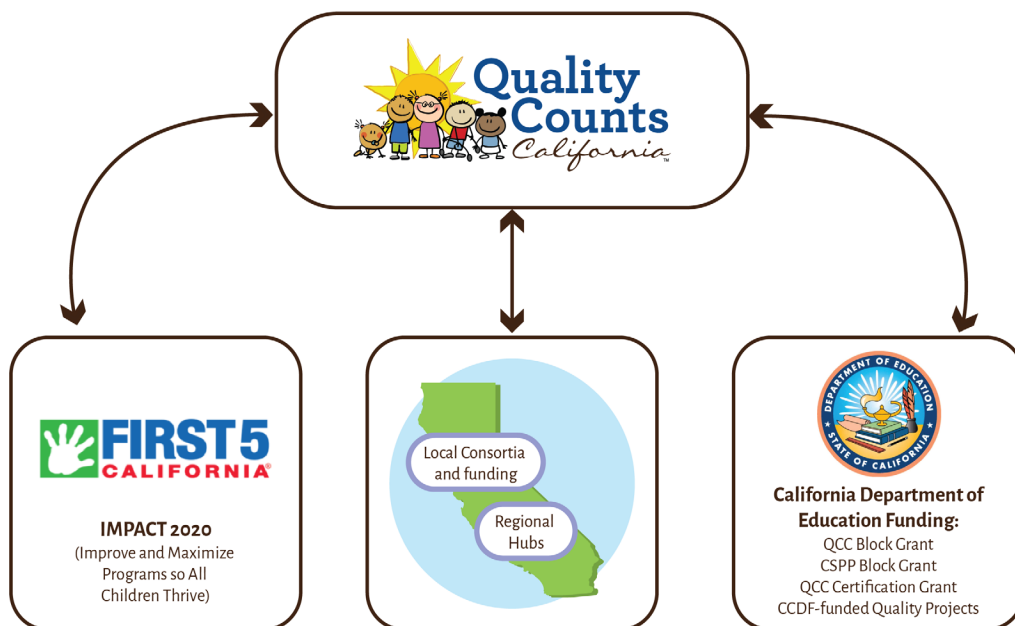 Quality
Counts
California™
FIRST 5
CALIFORNIA®
IMPACT 2020
(Improve and Maximize
Programs so All
Children Thrive)
Local Consortia
and funding
Regional
Hubs
DEPARTMENT OF EDUCATION
STATE OF CALIFORNIA
California Department of
Education Funding:
QCC Block Grant
CSPP Block Grant
QCC Certification Grant
CCDF-funded Quality Projects